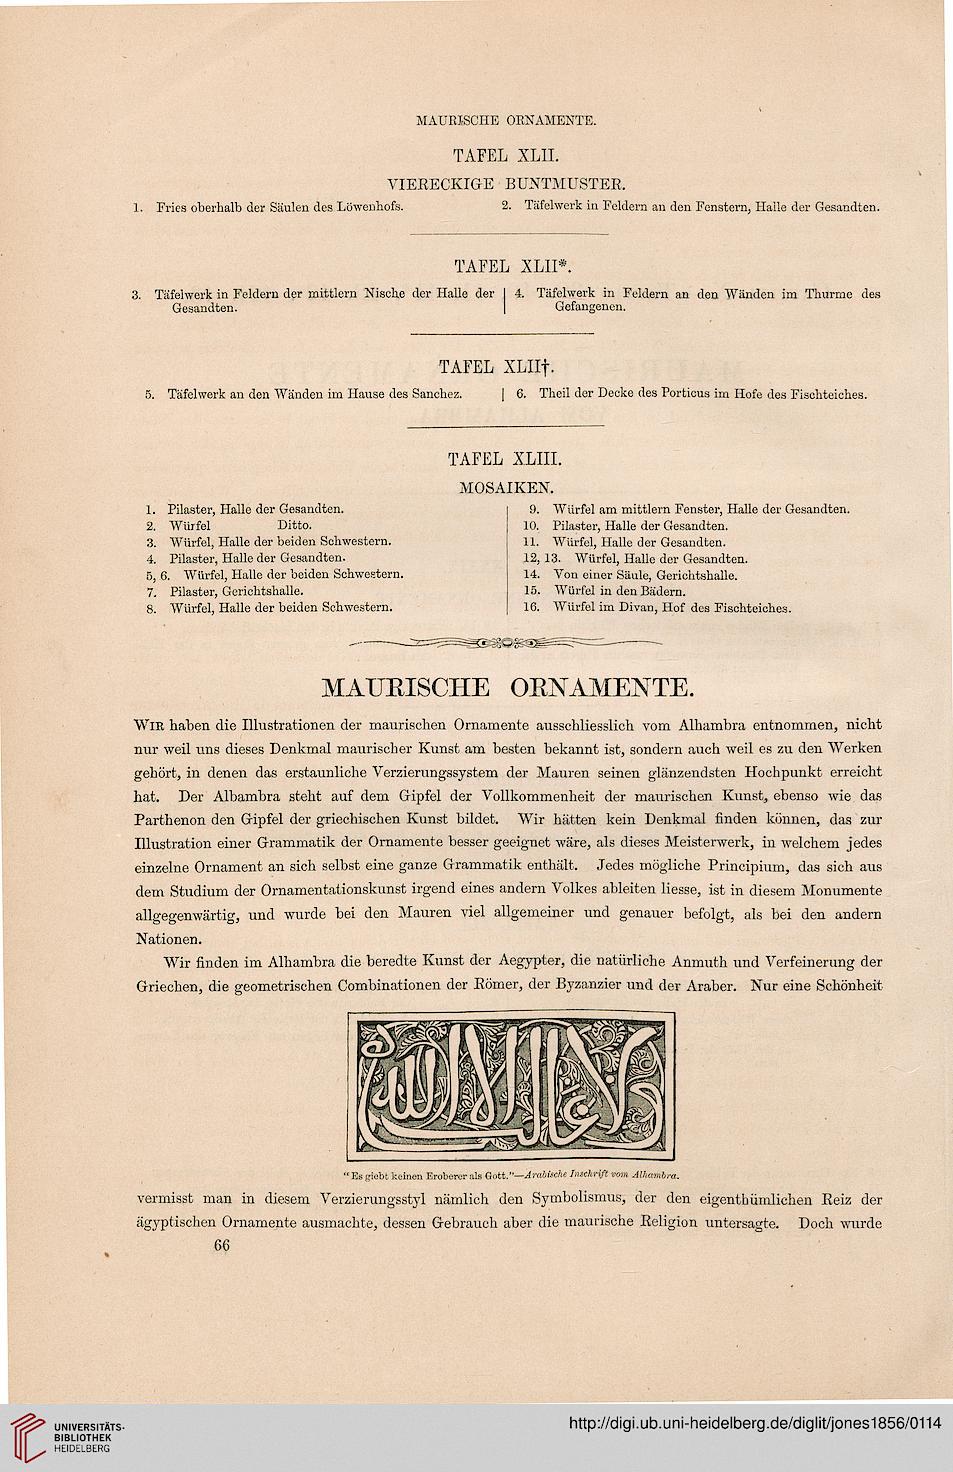 MAURISCHE ORNAMENTE.
TAFEL XLII.
VIERECKIGE BUNTMUSTER.
1. Fries oberhalb der Säulen des Löwenhofs.
2. Täfelwerk in Feldern an den Fenstern, Halle der Gesandten.
TAFEL XLII*.
3. Täfelwerk in Feldern der mittlern Nische der Halle der
Gesandten.
4. Täfelwerk in Feldern an den Wänden im Thurme des
Gefangenen.
TAFEL XLII†.
5. Täfelwerk an den Wänden im Hause des Sanchez.
6. Theil der Decke des Porticus im Hofe des Fischteiches.
TAFEL XLIII.
MOSAIKEN.
1. Pilaster, Halle der Gesandten.
2. Würfel Ditto.
3. Würfel, Halle der beiden Schwestern.
4. Pilaster, Halle der Gesandten.
5, 6. Würfel, Halle der beiden Schwestern.
7. Pilaster, Gerichtshalle.
8. Würfel, Halle der beiden Schwestern.
9. Würfel am mittlern Fenster, Halle der Gesandten.
10. Pilaster, Halle der Gesandten.
11. Würfel, Halle der Gesandten.
12, 13. Würfel, Halle der Gesandten.
14. Von einer Säule, Gerichtshalle.
15. Würfel in den Bädern.
16. Würfel im Divan, Hof des Fischteiches.
MAURISCHE ORNAMENTE.
WIR haben die Illustrationen der maurischen Ornamente ausschliesslich vom Alhambra entnommen, nicht
nur weil uns dieses Denkmal maurischer Kunst am besten bekannt ist, sondern auch weil es zu den Werken
gehört, in denen das erstaunliche Verzierungssystem der Mauren seinen glänzendsten Hochpunkt erreicht
hat. Der Alhambra steht auf dem Gipfel der Vollkommenheit der maurischen Kunst, ebenso wie das
Parthenon den Gipfel der griechischen Kunst bildet. Wir hätten kein Denkmal finden können, das zur
Illustration einer Grammatik der Ornamente besser geeignet wäre, als dieses Meisterwerk, in welchem jedes
einzelne Ornament an sich selbst eine ganze Grammatik enthält. Jedes mögliche Principium, das sich aus
dem Studium der Ornamentationskunst irgend eines andern Volkes ableiten liesse, ist in diesem Monumente
allgegenwärtig, und wurde bei den Mauren viel allgemeiner und genauer befolgt, als bei den andern
Nationen.
Wir finden im Alhambra die beredte Kunst der Aegypter, die natürliche Anmuth und Verfeinerung der
Griechen, die geometrischen Combinationen der Römer, der Byzanzier und der Araber. Nur eine Schönheit
ولا غالب الا الله
"Es giebt keinen Eroberer als Gott."—Arabische Inschrift vom Alhambra.
vermisst man in diesem Verzierungsstyl nämlich den Symbolismus, der den eigenthümlichen Reiz der
ägyptischen Ornamente ausmachte, dessen Gebrauch aber die maurische Religion untersagte. Doch wurde
66
UNIVERSITÄTS-
BIBLIOTHEK
HEIDELBERG
http://digi.ub.uni-heidelberg.de/diglit/jones1856/0114